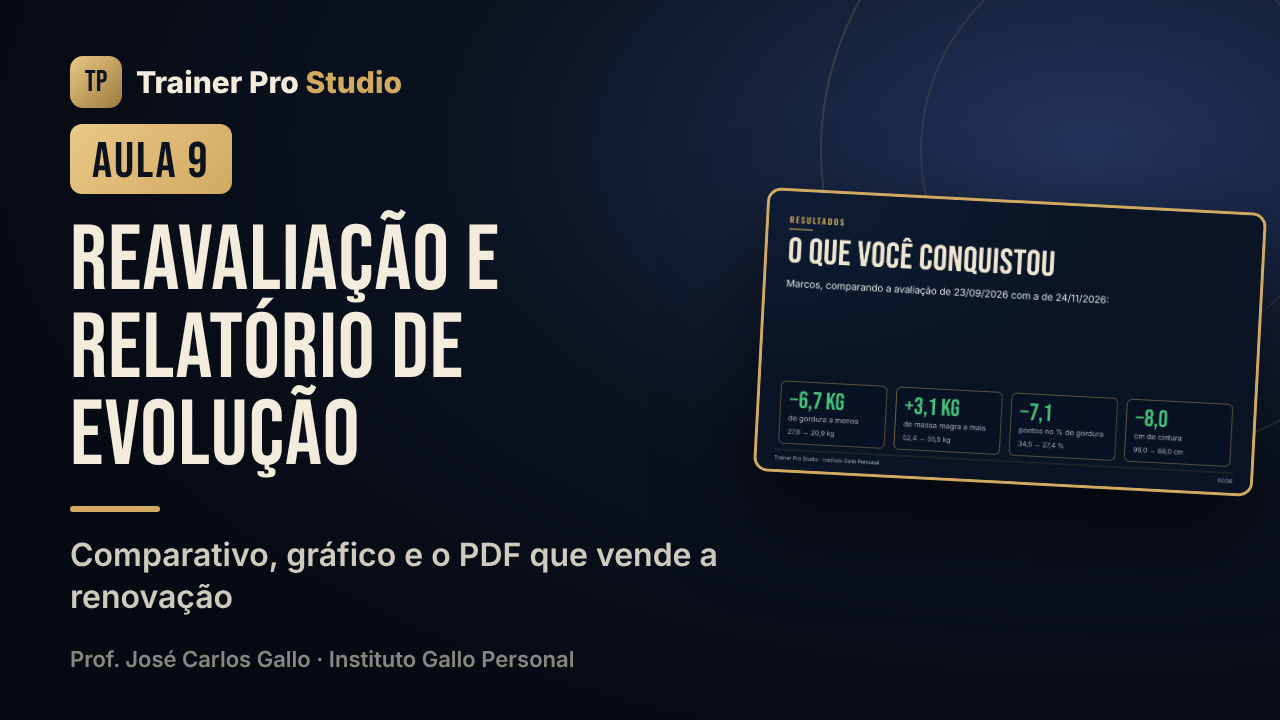 TP
Trainer Pro Studio
AULA 9
REAVALIAÇÃO E
RELATÓRIO DE
EVOLUÇÃO
Comparativo, gráfico e o PDF que vende a
renovação
Prof. José Carlos Gallo · Instituto Gallo Personal
RESULTADOS
O QUE VOCÊ CONQUISTOU
Marcos, comparando a avaliação de 23/09/2026 com a de 24/11/2026:
−6,7 KG
de gordura a menos
27,6 → 20,9 kg
+3,1 KG
de massa magra a mais
52,4 → 55,5 kg
−7,1
pontos no % de gordura
34,5 → 27,4 %
−8,0
cm de cintura
96,0 → 88,0 cm
Trainer Pro Studio · Instituto Gallo Personal